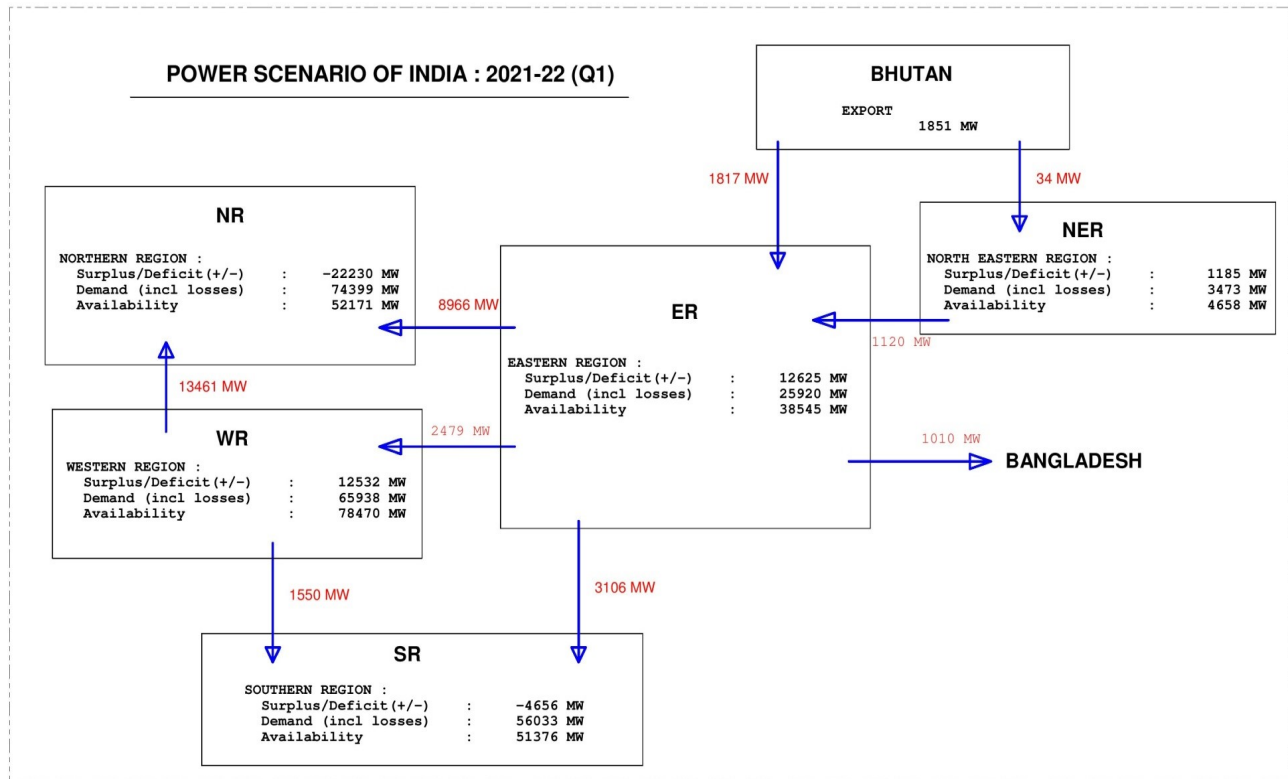 POWER SCENARIO OF INDIA : 2021-22 (Q1)
BHUTAN
EXPORT
1851 MW
1817 MW
34 MW
NR
NORTHERN REGION :
Surplus/Deficit(+/-) : -22230 MW
Demand (incl losses) : 74399 MW
Availability : 52171 MW
NER
NORTH EASTERN REGION :
Surplus/Deficit(+/-) : 1185 MW
Demand (incl losses) : 3473 MW
Availability : 4658 MW
8966 MW
ER
EASTERN REGION :
Surplus/Deficit(+/-) : 12625 MW
Demand (incl losses) : 25920 MW
Availability : 38545 MW
1120 MW
13461 MW
WR
WESTERN REGION :
Surplus/Deficit(+/-) : 12532 MW
Demand (incl losses) : 65938 MW
Availability : 78470 MW
2479 MW
1010 MW
BANGLADESH
1550 MW
3106 MW
SR
SOUTHERN REGION :
Surplus/Deficit(+/-) : -4656 MW
Demand (incl losses) : 56033 MW
Availability : 51376 MW